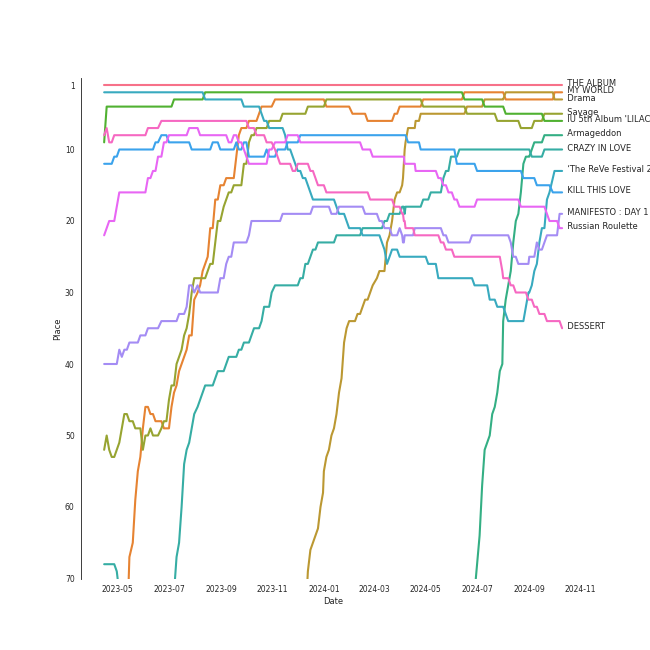 THE ALBUM
MY WORLD
Drama
Savage
IU 5th Album 'LILAC
Armageddon
CRAZY IN LOVE
'The ReVe Festival 2
KILL THIS LOVE
MANIFESTO : DAY 1
Russian Roulette
DESSERT
1
10
20
30
40
50
60
70
Place
2023-05
2023-07
2023-09
2023-11
2024-01
2024-03
2024-05
2024-07
2024-09
2024-11
Date